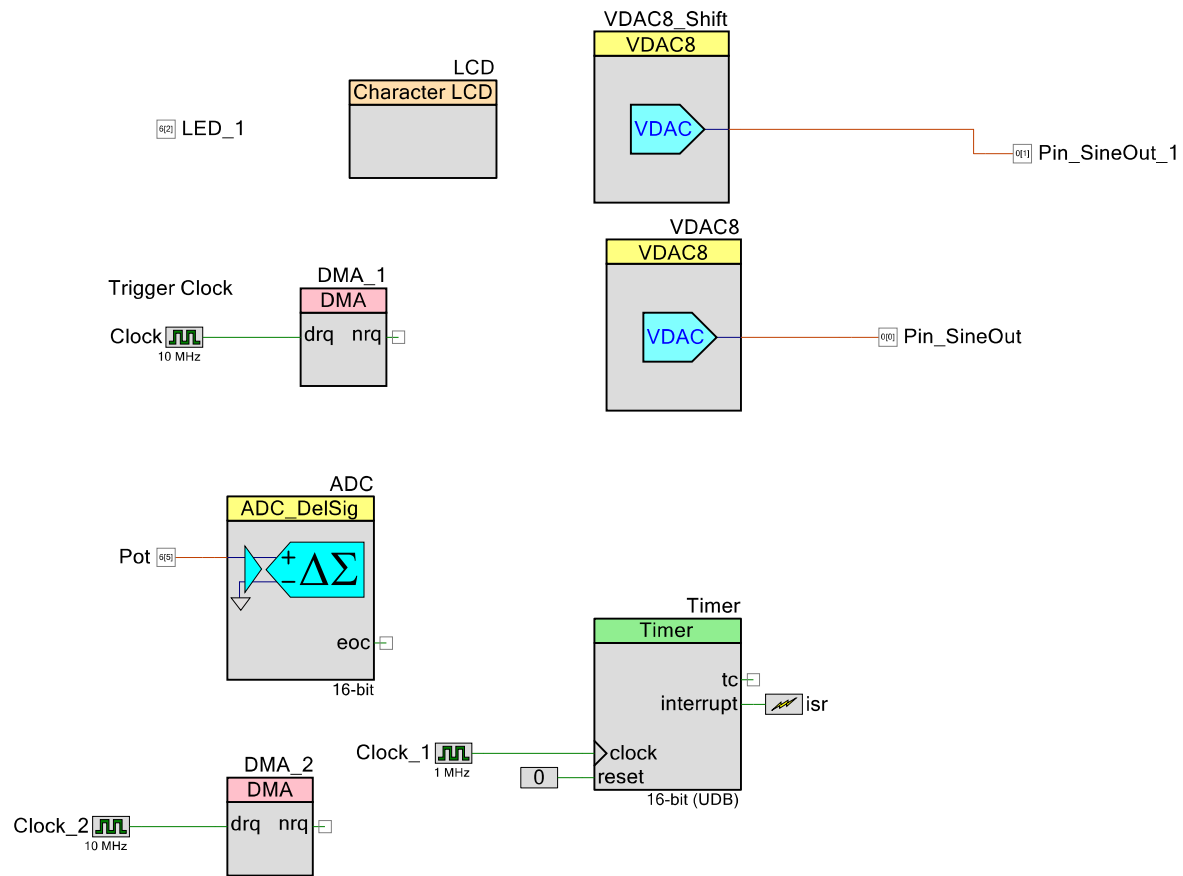 VDAC8_Shift
VDAC8
VDAC
0[1] Pin_SineOut_1
LCD
Character LCD
6[2] LED_1
VDAC8
VDAC8
VDAC
0[0] Pin_SineOut
Trigger Clock
Clock
10 MHz
DMA_1
DMA
drq nrq
ADC
ADC_DelSig
Pot 6[5]
+ ΔΣ
−
eoc
16-bit
Timer
Timer
tc
interrupt
isr
Clock_1
1 MHz
clock
0
reset
16-bit (UDB)
DMA_2
DMA
Clock_2
10 MHz
drq nrq